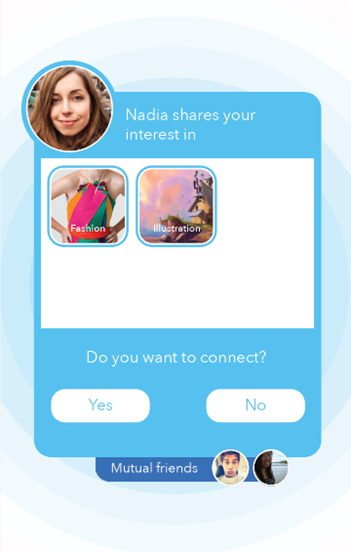 Nadia shares your
interest in
Fashion
Illustration
Do you want to connect?
Yes
No
Mutual friends